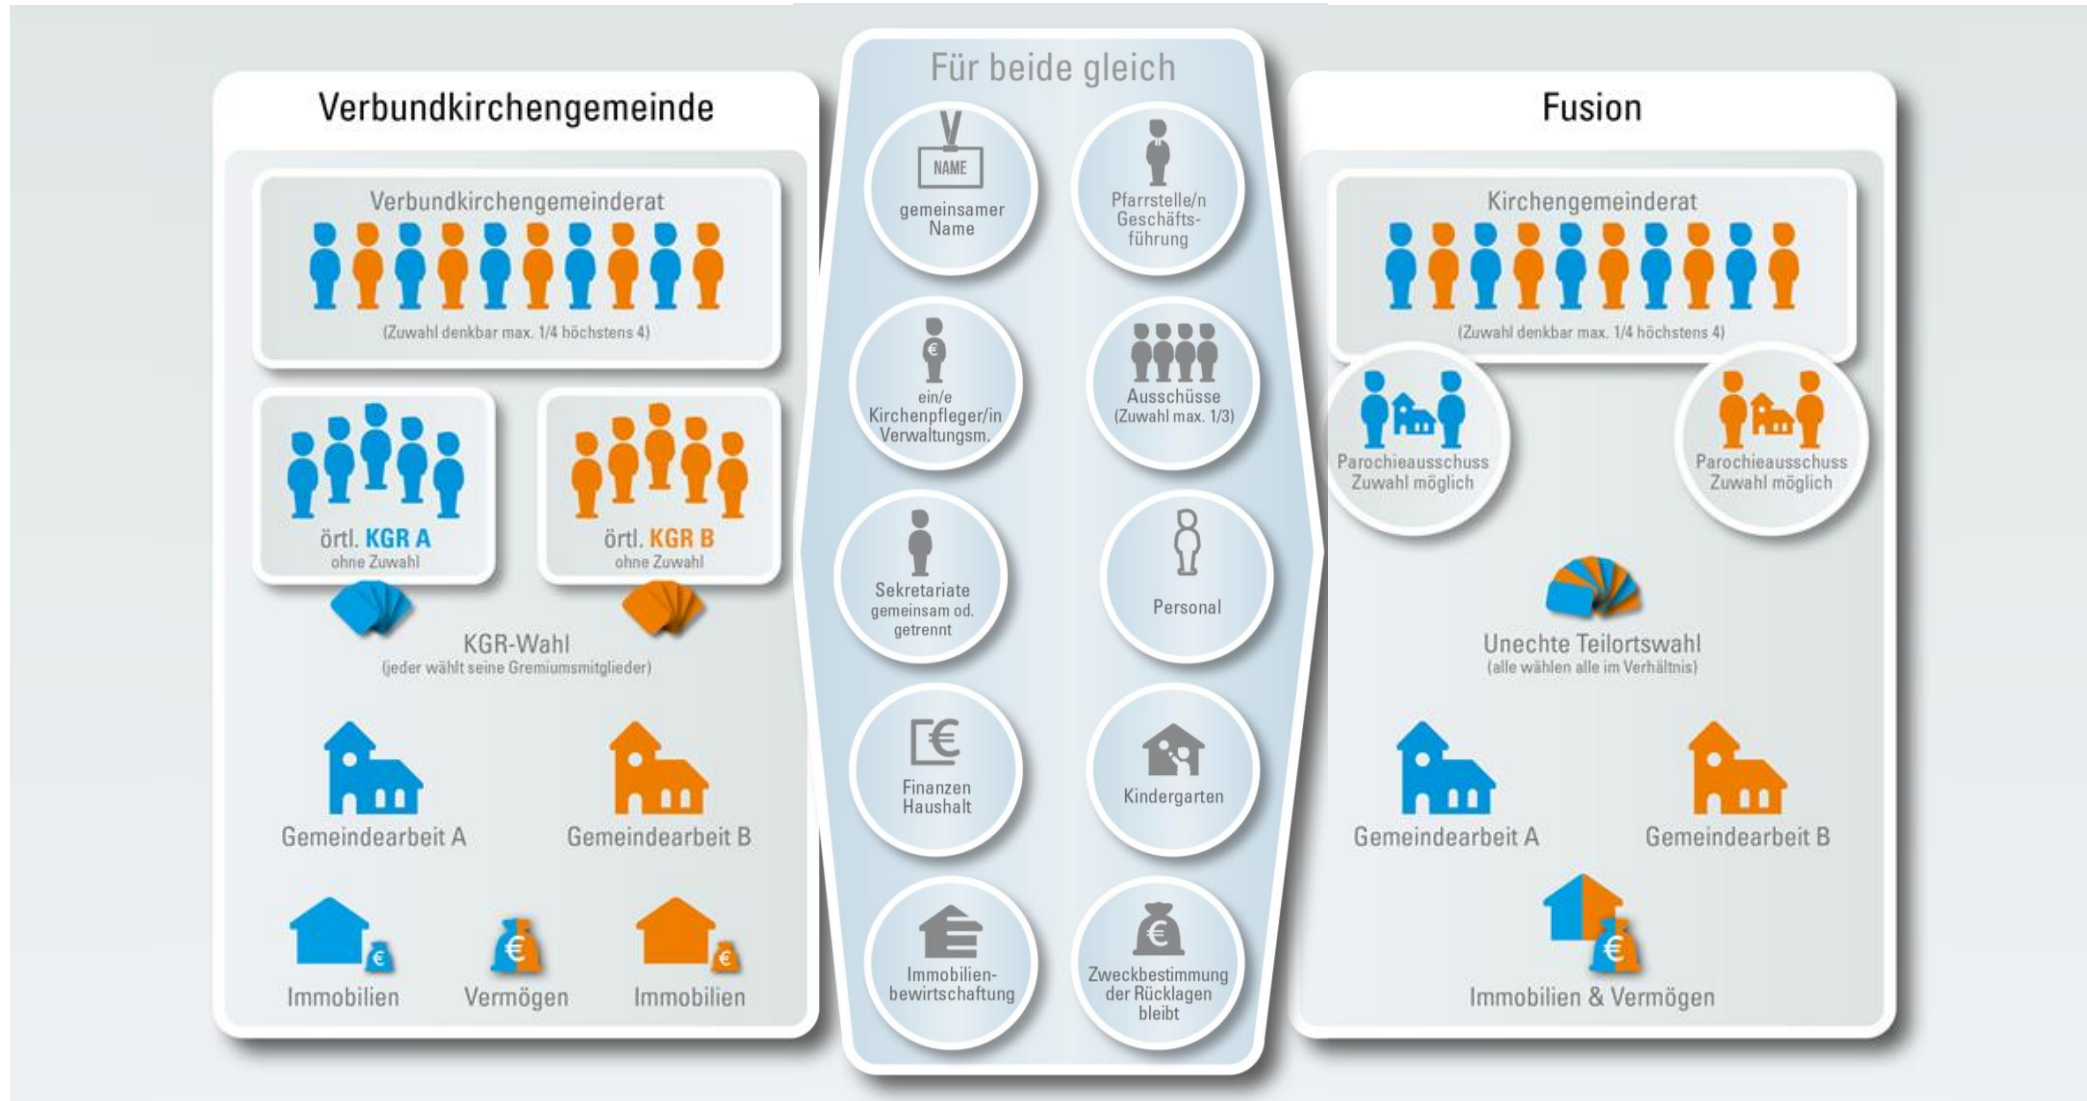 Verbundkirchengemeinde
Verbundkirchengemeinderat
(Zuwahl denkbar max. 1/4 höchstens 4)
örtl. KGR A
ohne Zuwahl
örtl. KGR B
ohne Zuwahl
KGR-Wahl
(jeder wählt seine Gremiumsmitglieder)
Gemeindearbeit A
Gemeindearbeit B
€
€
€
Immobilien
Vermögen
Immobilien
Für beide gleich
NAME
gemeinsamer
Name
Pfarrstelle/n
Geschäfts-
führung
€
ein/e
Kirchenpfleger/in
Verwaltungsm.
Ausschüsse
(Zuwahl max. 1/3)
Sekretariate
gemeinsam od.
getrennt
Personal
€
Finanzen
Haushalt
Kindergarten
Immobilien-
bewirtschaftung
€
Zweckbestimmung
der Rücklagen
bleibt
Fusion
Kirchengemeinderat
(Zuwahl denkbar max. 1/4 höchstens 4)
Parochieausschuss
Zuwahl möglich
Parochieausschuss
Zuwahl möglich
Unechte Teilortswahl
(alle wählen alle im Verhältnis)
Gemeindearbeit A
Gemeindearbeit B
€
Immobilien & Vermögen